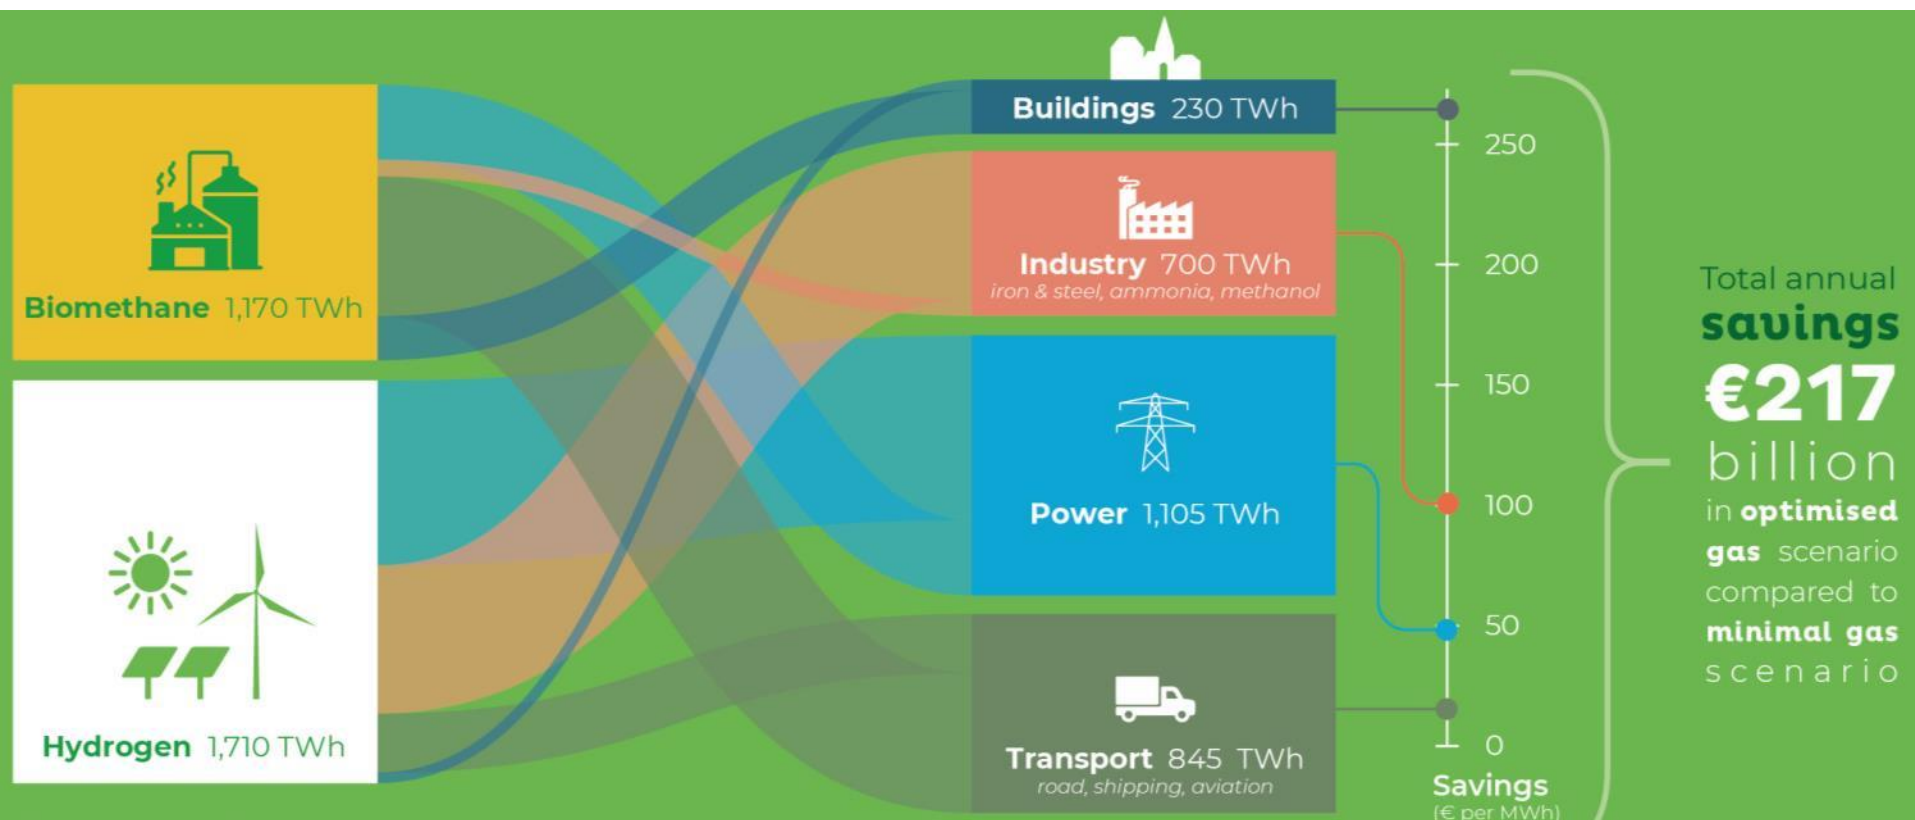 Biomethane 1,170 TWh
Hydrogen 1,710 TWh
Buildings 230 TWh
Industry 700 TWh
iron & steel, ammonia, methanol
Power 1,105 TWh
Transport 845 TWh
road, shipping, aviation
250
200
150
100
50
0
Savings
(€ per MWh)
Total annual
savings
€217
billion
in optimised
gas scenario
compared to
minimal gas
scenario